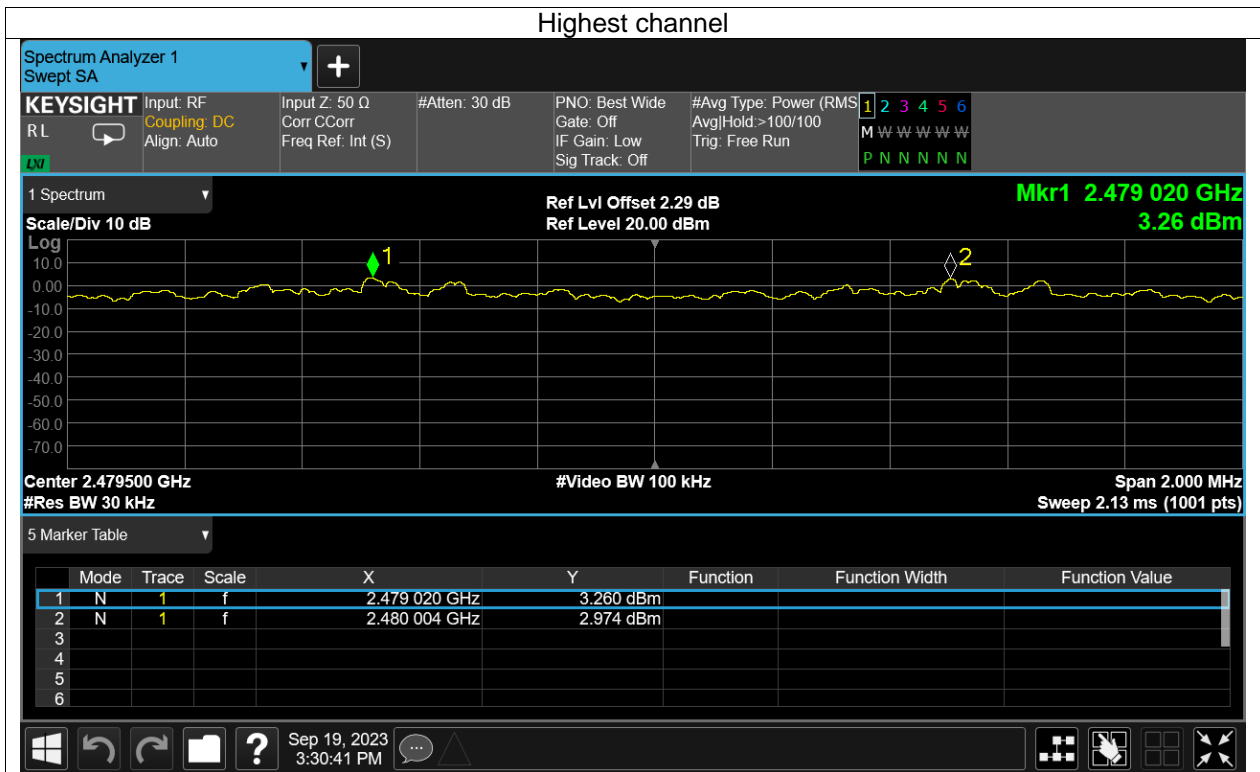 Highest channel
Spectrum Analyzer 1
Swept SA
KEYSIGHT
RL
LXI
Input: RF
Coupling: DC
Align: Auto
Input Z: 50 Ω
Corr CCorr
Freq Ref: Int (S)
#Atten: 30 dB
PNO: Best Wide
Gate: Off
IF Gain: Low
Sig Track: Off
#Avg Type: Power (RMS
Avg|Hold:>100/100
Trig: Free Run
1 2 3 4 5 6
M W W W W W
P N N N N N
1 Spectrum
Scale/Div 10 dB
Ref Lvl Offset 2.29 dB
Ref Level 20.00 dBm
Mkr1 2.479 020 GHz
3.26 dBm
Log
10.0
0.00
-10.0
-20.0
-30.0
-40.0
-50.0
-60.0
-70.0
1
2
Center 2.479500 GHz
#Res BW 30 kHz
#Video BW 100 kHz
Span 2.000 MHz
Sweep 2.13 ms (1001 pts)
5 Marker Table
Mode Trace Scale X Y Function Function Width Function Value
1 N 1 f 2.479 020 GHz 3.260 dBm
2 N 1 f 2.480 004 GHz 2.974 dBm
3
4
5
6
?
Sep 19, 2023
3:30:41 PM